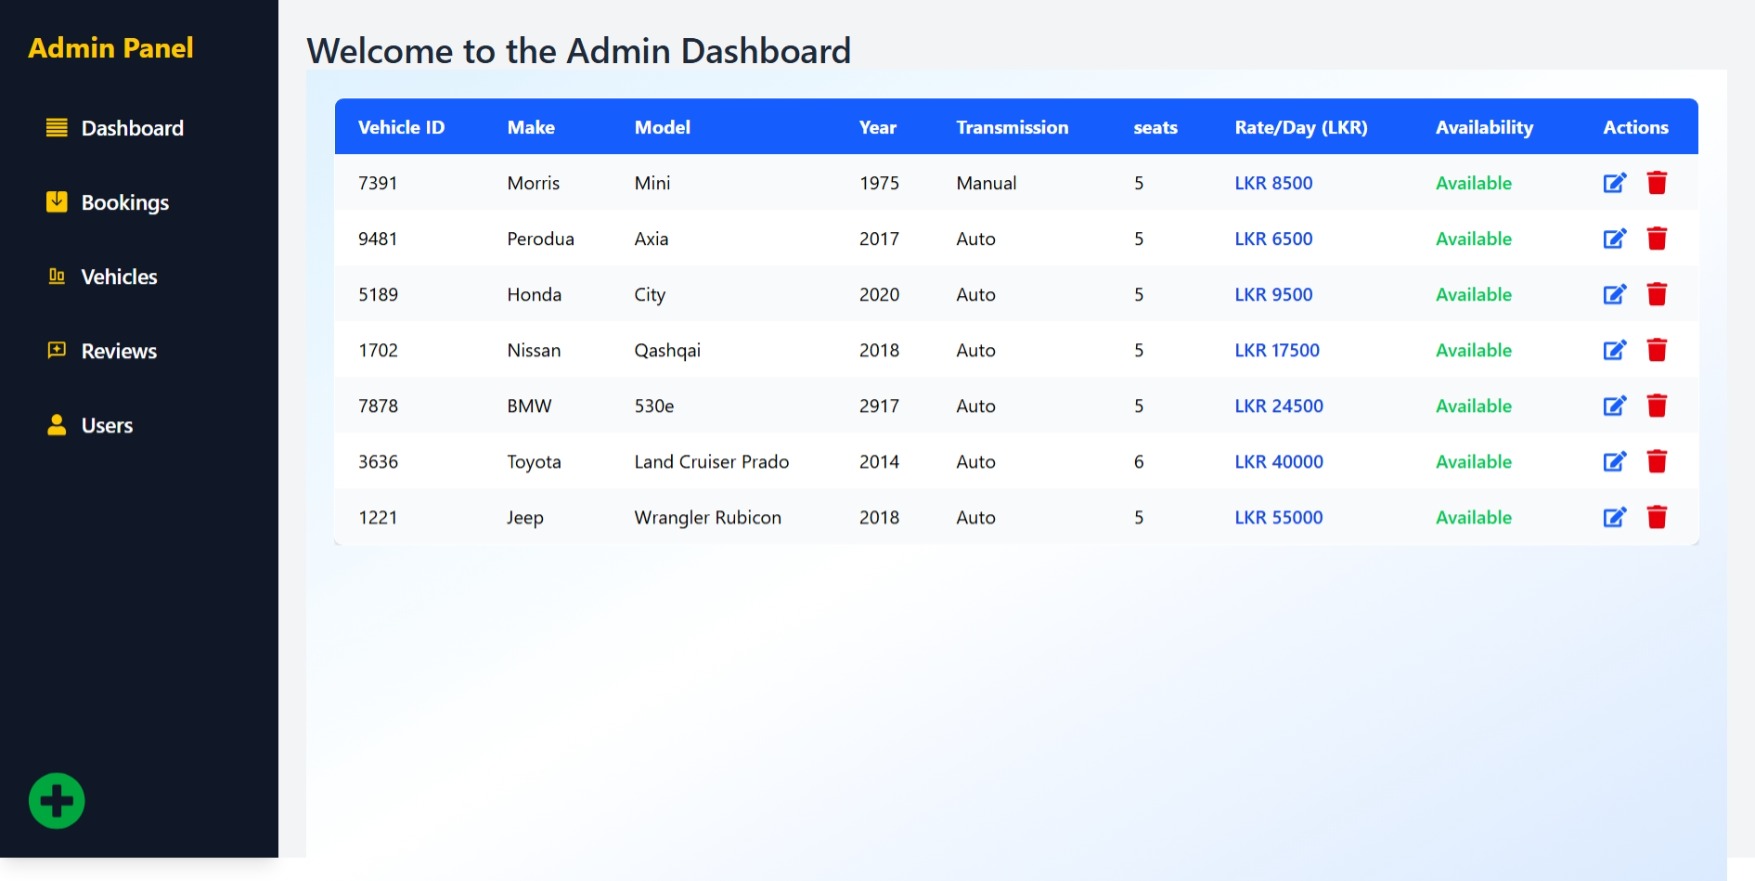 Admin Panel
Dashboard
Bookings
Vehicles
Reviews
Users
Welcome to the Admin Dashboard
Vehicle ID Make Model Year Transmission seats Rate/Day (LKR) Availability Actions
7391 Morris Mini 1975 Manual 5 LKR 8500 Available
9481 Perodua Axia 2017 Auto 5 LKR 6500 Available
5189 Honda City 2020 Auto 5 LKR 9500 Available
1702 Nissan Qashqai 2018 Auto 5 LKR 17500 Available
7878 BMW 530e 2917 Auto 5 LKR 24500 Available
3636 Toyota Land Cruiser Prado 2014 Auto 6 LKR 40000 Available
1221 Jeep Wrangler Rubicon 2018 Auto 5 LKR 55000 Available